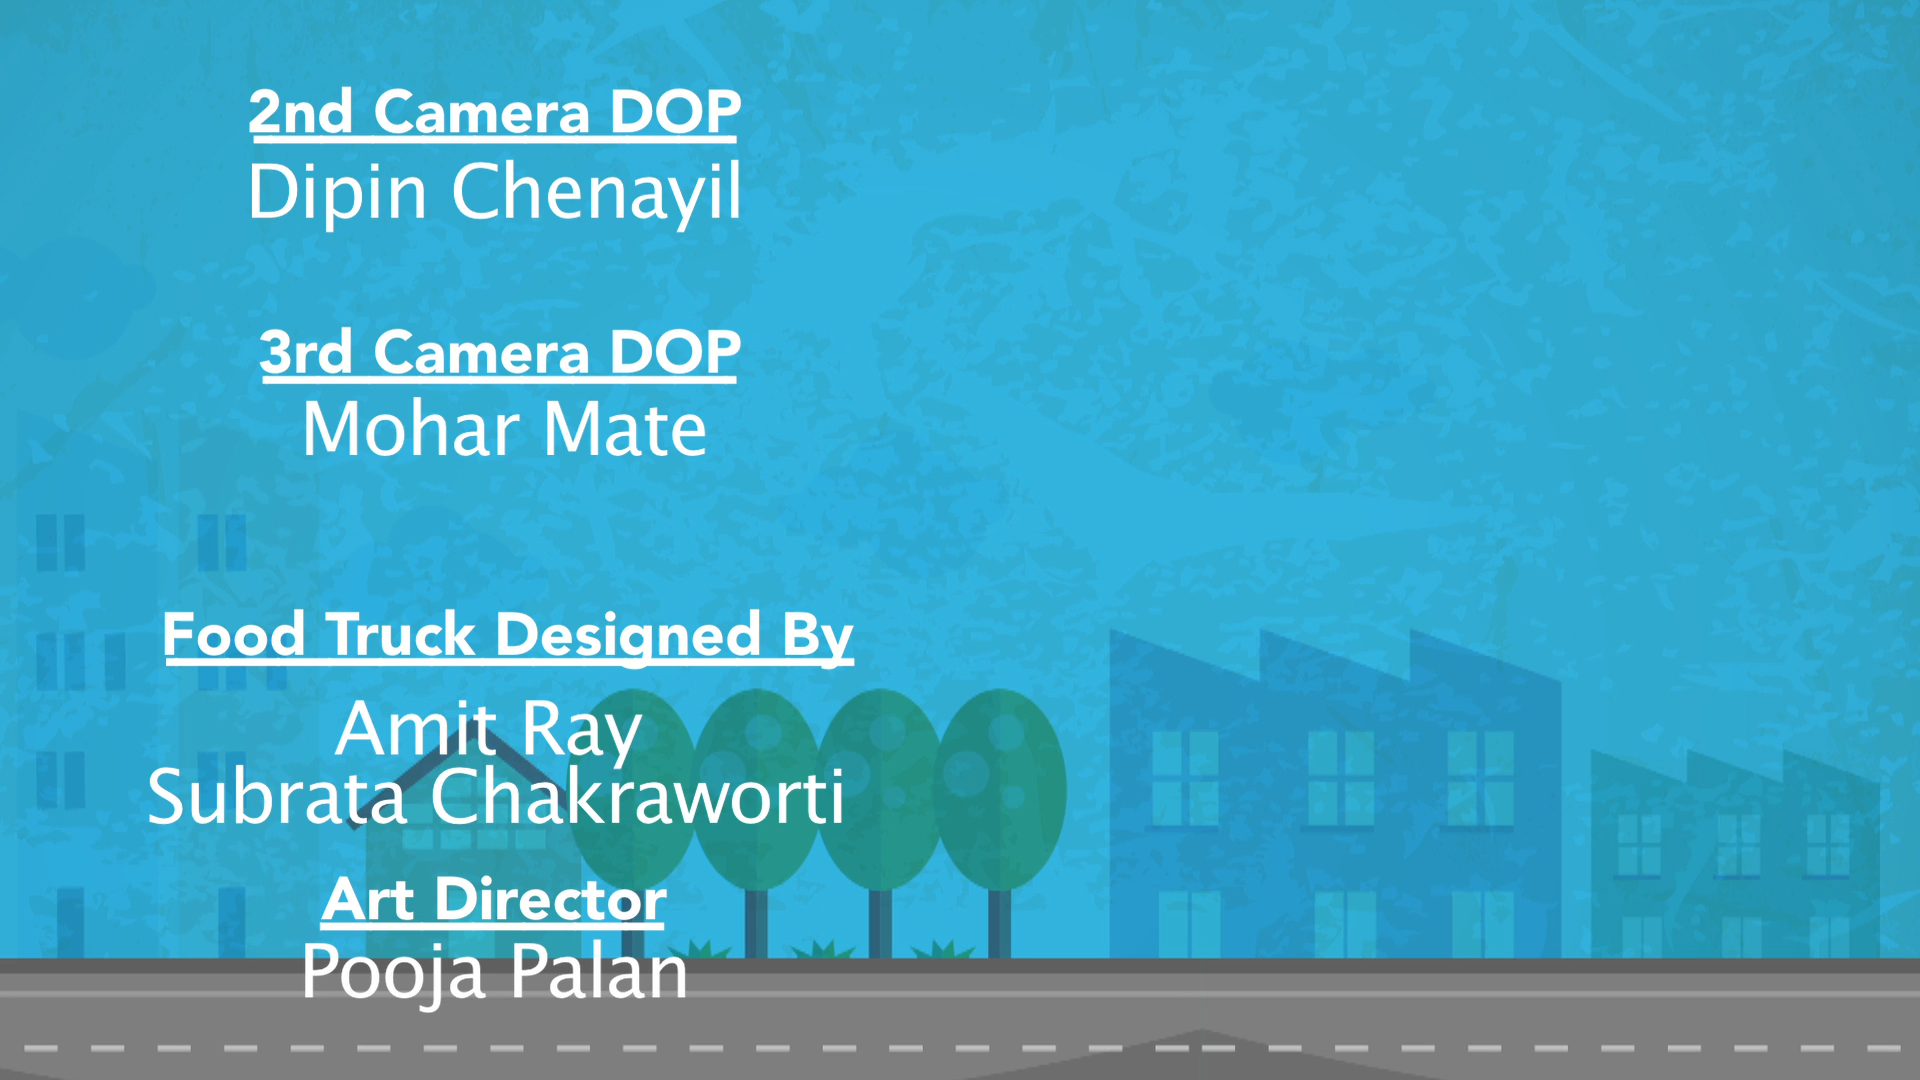 2nd Camera DOP
Dipin Chenayil
3rd Camera DOP
Mohar Mate
Food Truck Designed By
Amit Ray
Subrata Chakraworti
Art Director
Pooja Palan